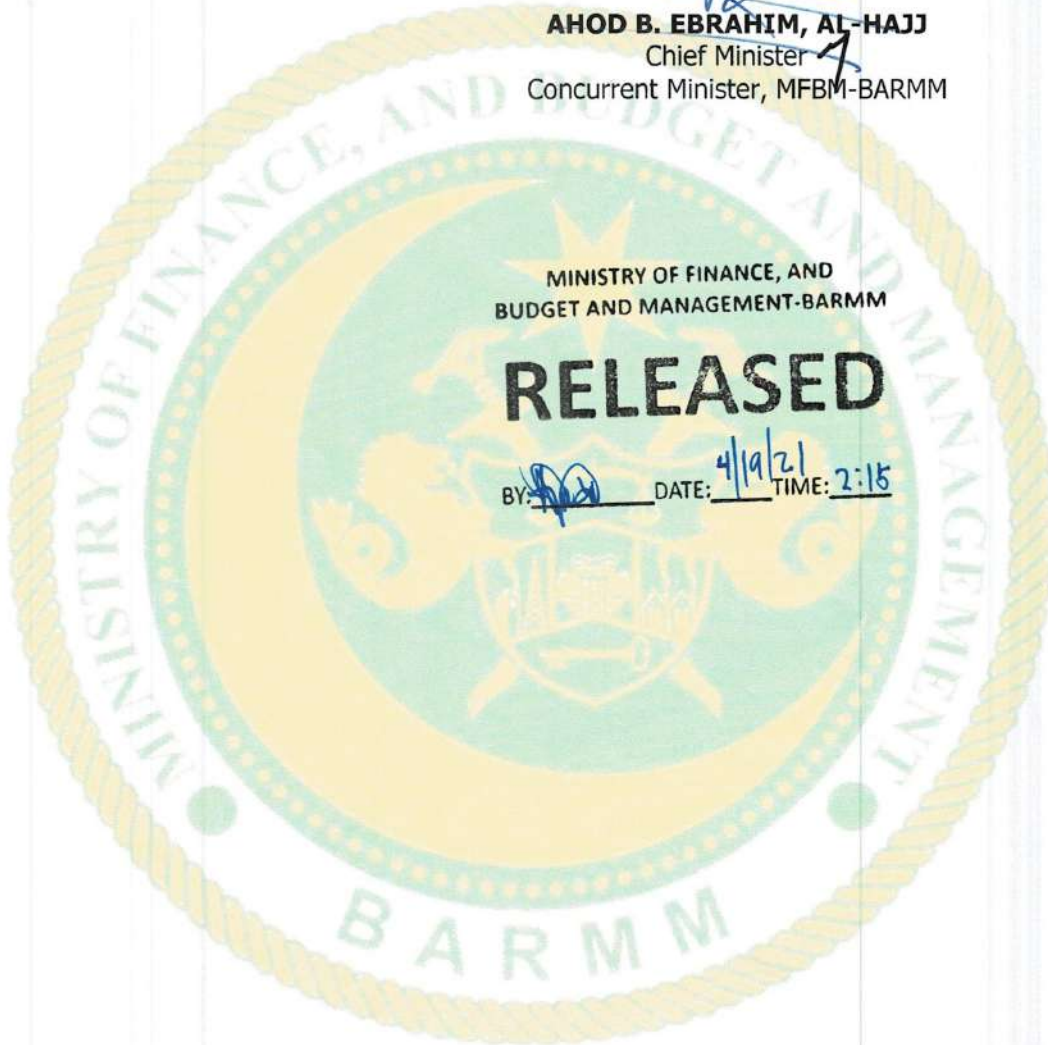 AHOD B. EBRAHIM, AL-HAJJ
Chief Minister
Concurrent Minister, MFBM-BARMM
MINISTRY OF FINANCE, AND BUDGET AND MANAGEMENT
MINISTRY OF FINANCE, AND
BUDGET AND MANAGEMENT-BARMM
RELEASED
BY: DATE: 4/19/21 TIME: 2:15
BARMM